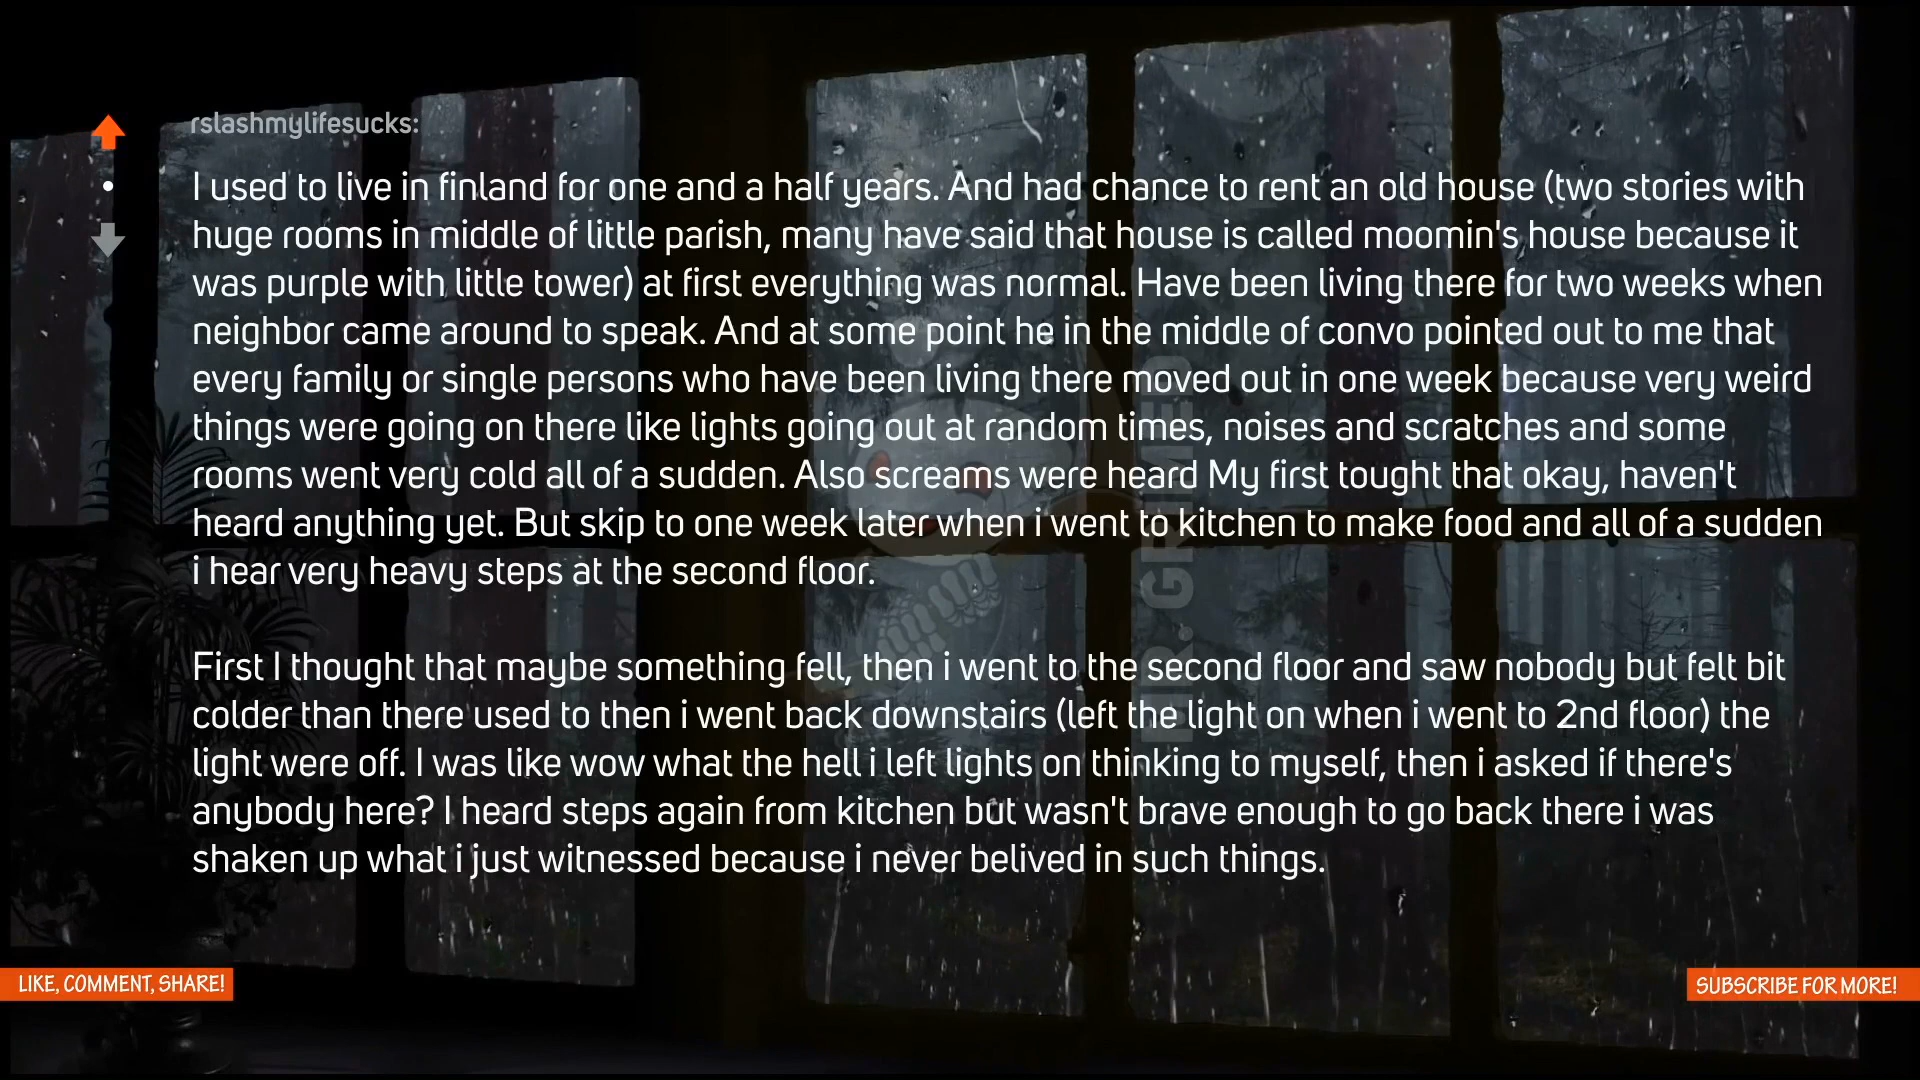 rslashmylifesucks:
I used to live in finland for one and a half years. And had chance to rent an old house (two stories with
huge rooms in middle of little parish, many have said that house is called moomin's house because it
was purple with little tower) at first everything was normal. Have been living there for two weeks when
neighbor came around to speak. And at some point he in the middle of convo pointed out to me that
every family or single persons who have been living there moved out in one week because very weird
things were going on there like lights going out at random times, noises and scratches and some
rooms went very cold all of a sudden. Also screams were heard My first tought that okay, haven't
heard anything yet. But skip to one week later when i went to kitchen to make food and all of a sudden
i hear very heavy steps at the second floor.
First I thought that maybe something fell, then i went to the second floor and saw nobody but felt bit
colder than there used to then i went back downstairs (left the light on when i went to 2nd floor) the
light were off. I was like wow what the hell i left lights on thinking to myself, then i asked if there's
anybody here? I heard steps again from kitchen but wasn't brave enough to go back there i was
shaken up what i just witnessed because i never belived in such things.
MR. GRIMED
LIKE, COMMENT, SHARE!
SUBSCRIBE FOR MORE!